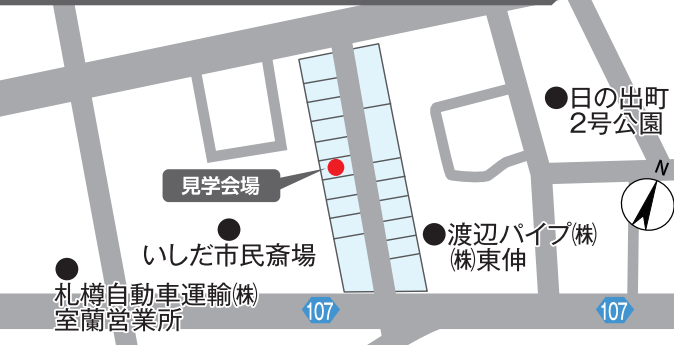 日の出町
2号公園
N
見学会場
渡辺パイプ㈱
㈱東伸
いしだ市民斎場
札樽自動車運輸㈱
室蘭営業所
107
107